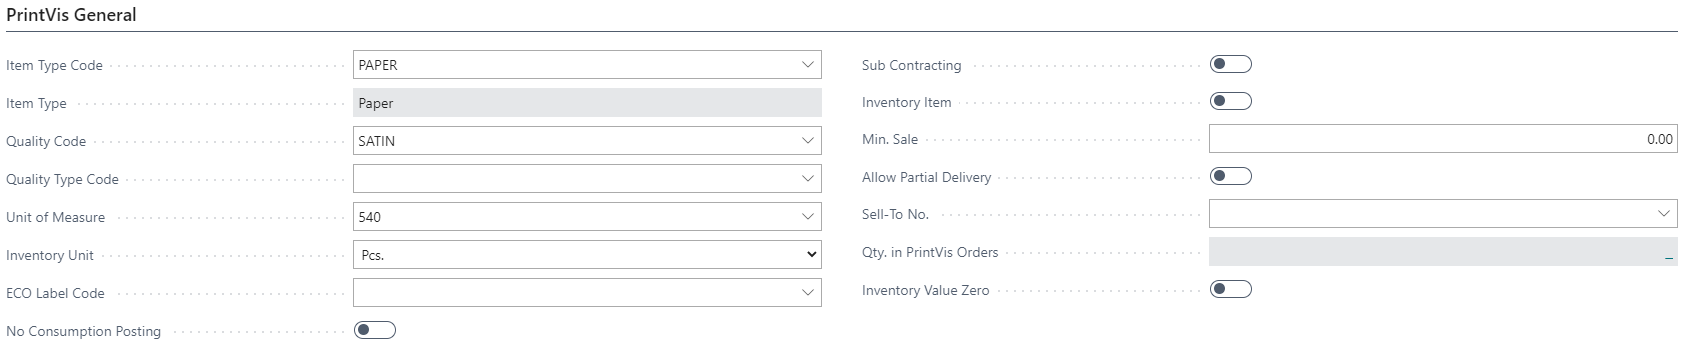 PrintVis General
Item Type Code PAPER
Item Type Paper
Quality Code SATIN
Quality Type Code
Unit of Measure 540
Inventory Unit Pcs.
ECO Label Code
No Consumption Posting
Sub Contracting
Inventory Item
Min. Sale 0.00
Allow Partial Delivery
Sell-To No.
Qty. in PrintVis Orders _
Inventory Value Zero